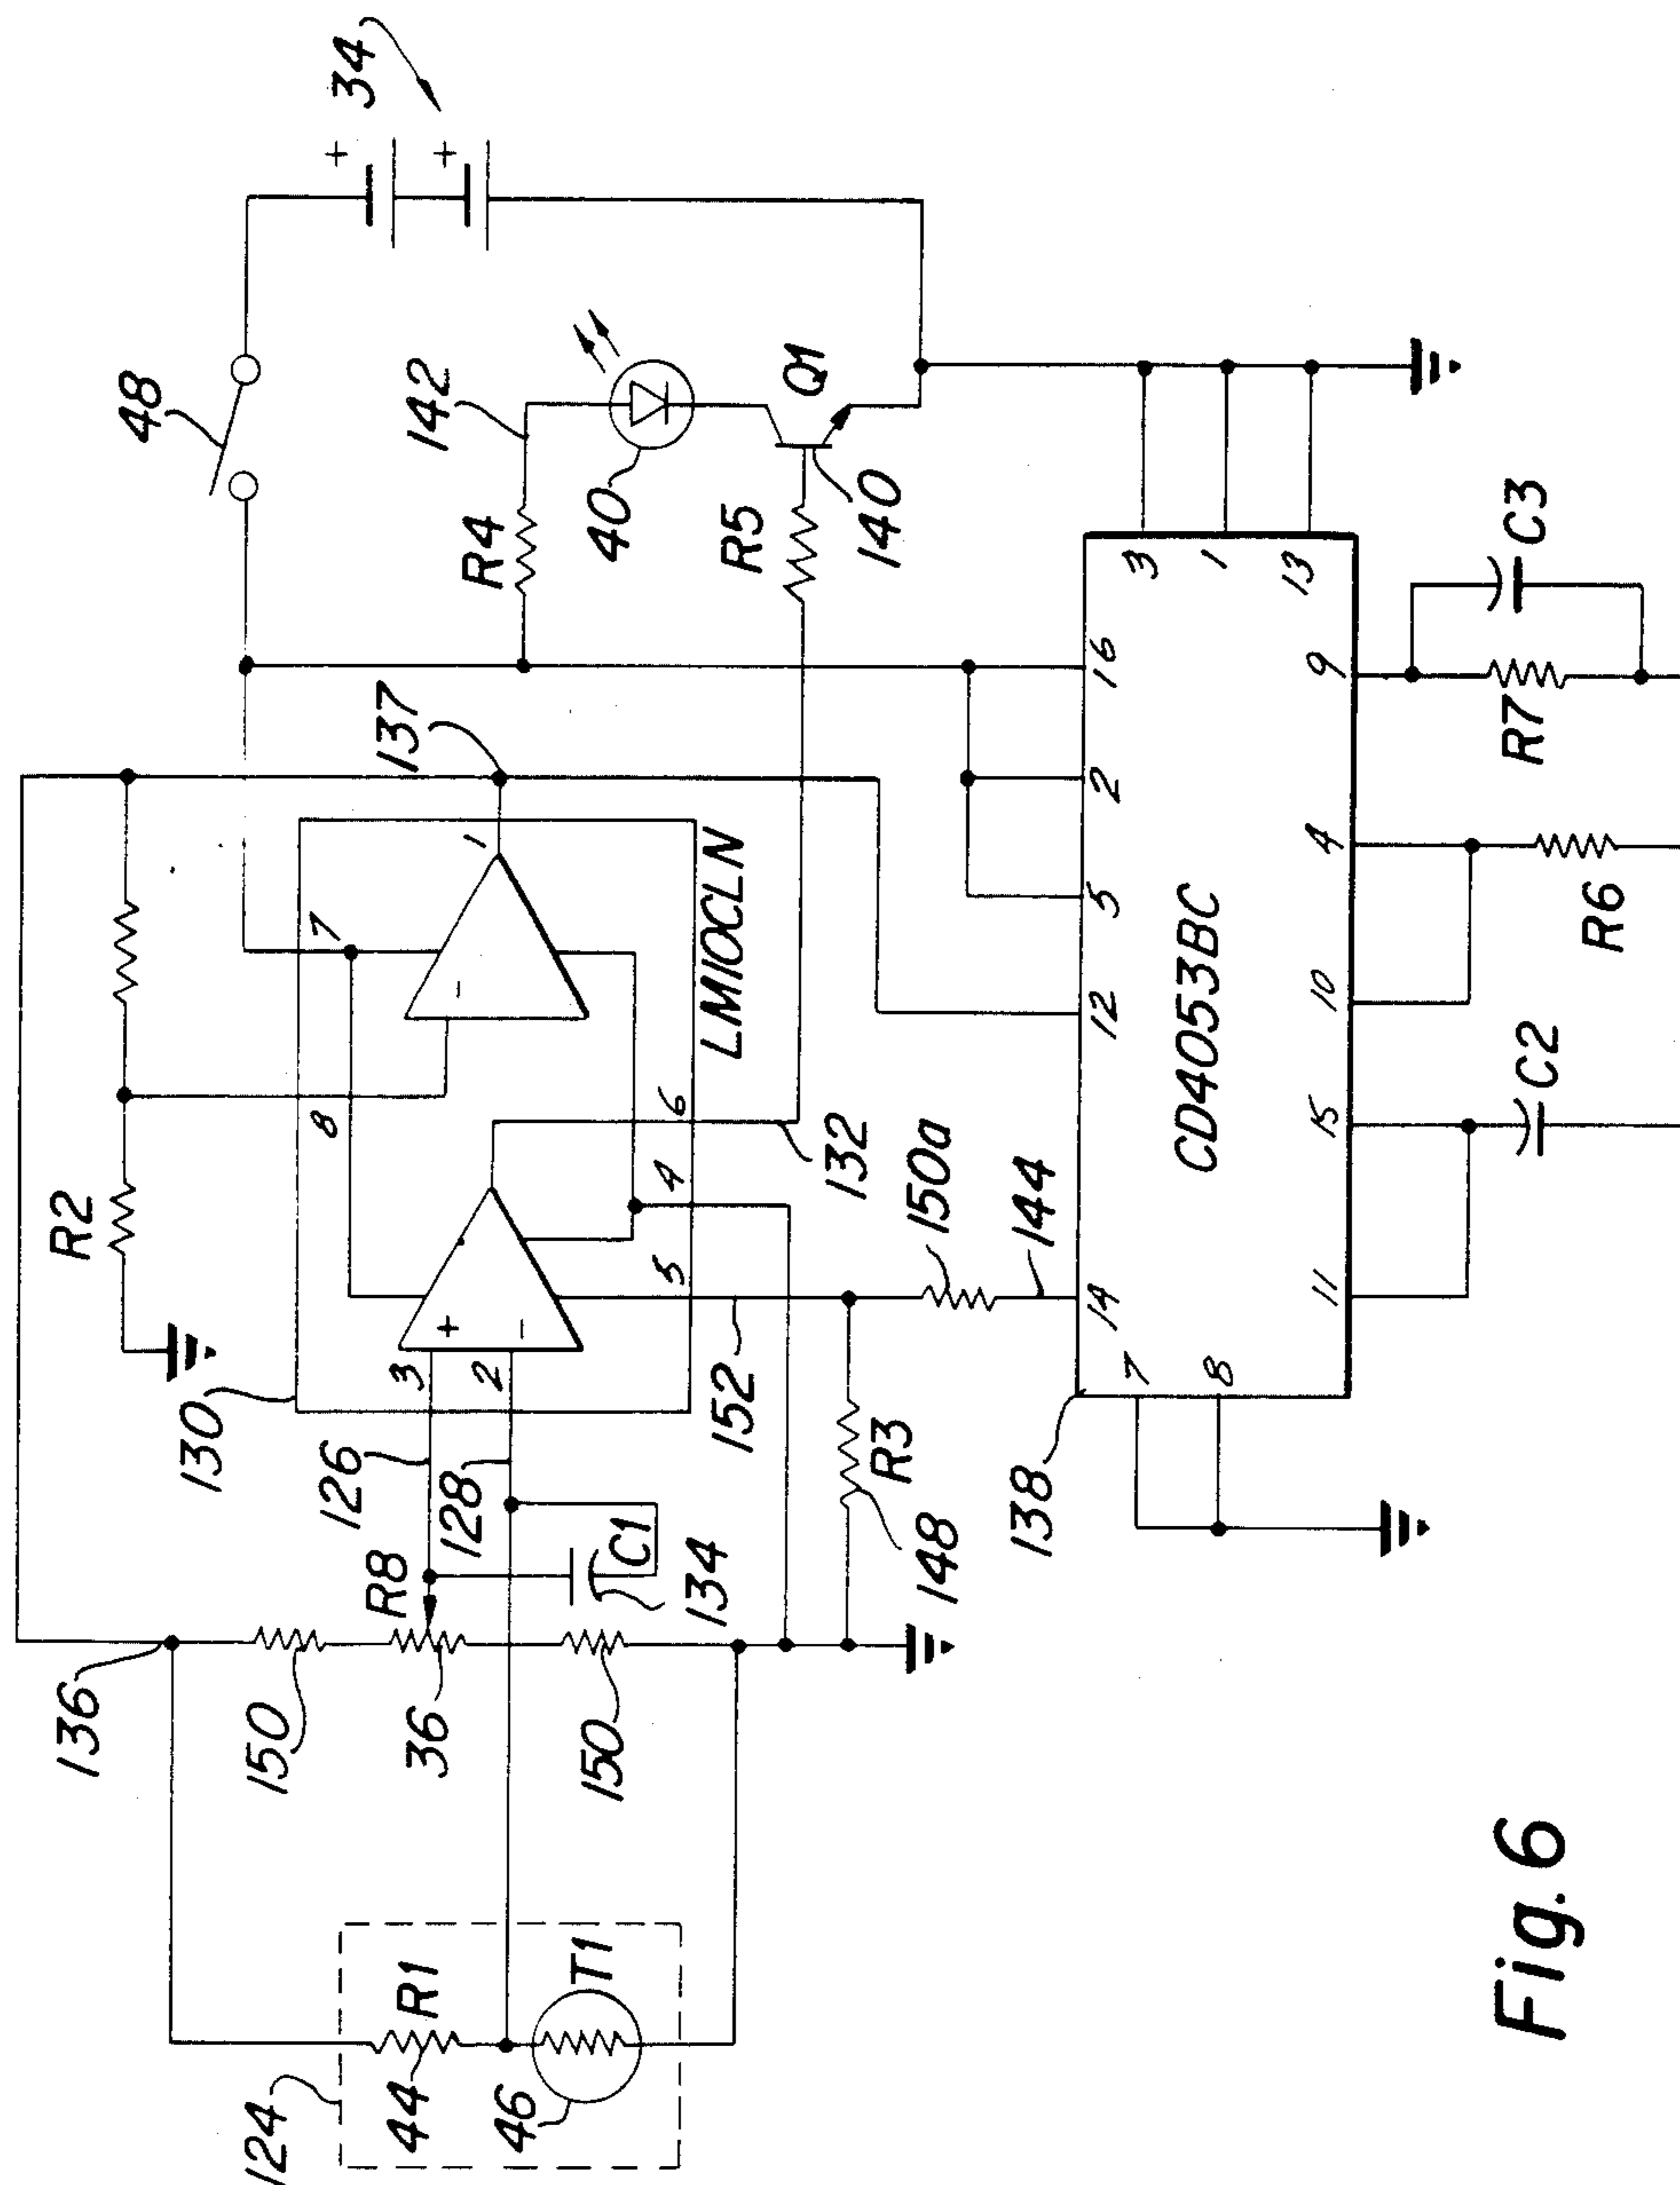 136 R2
48
130
124 150
8 7 +
126 34
R8 137
44 R1 3
36 142 +
+ −
128 1 R4
2
46 −
T1 150 40
C1
5 4 6
134 LM10CLN R5
152 Q1
132 140
R3 150a
148
138 144
14 12 5 2 16
7 3
CD4053BC
8 1
13
11 15 10 4 9
C2 R7 C3
R6
Fig. 6